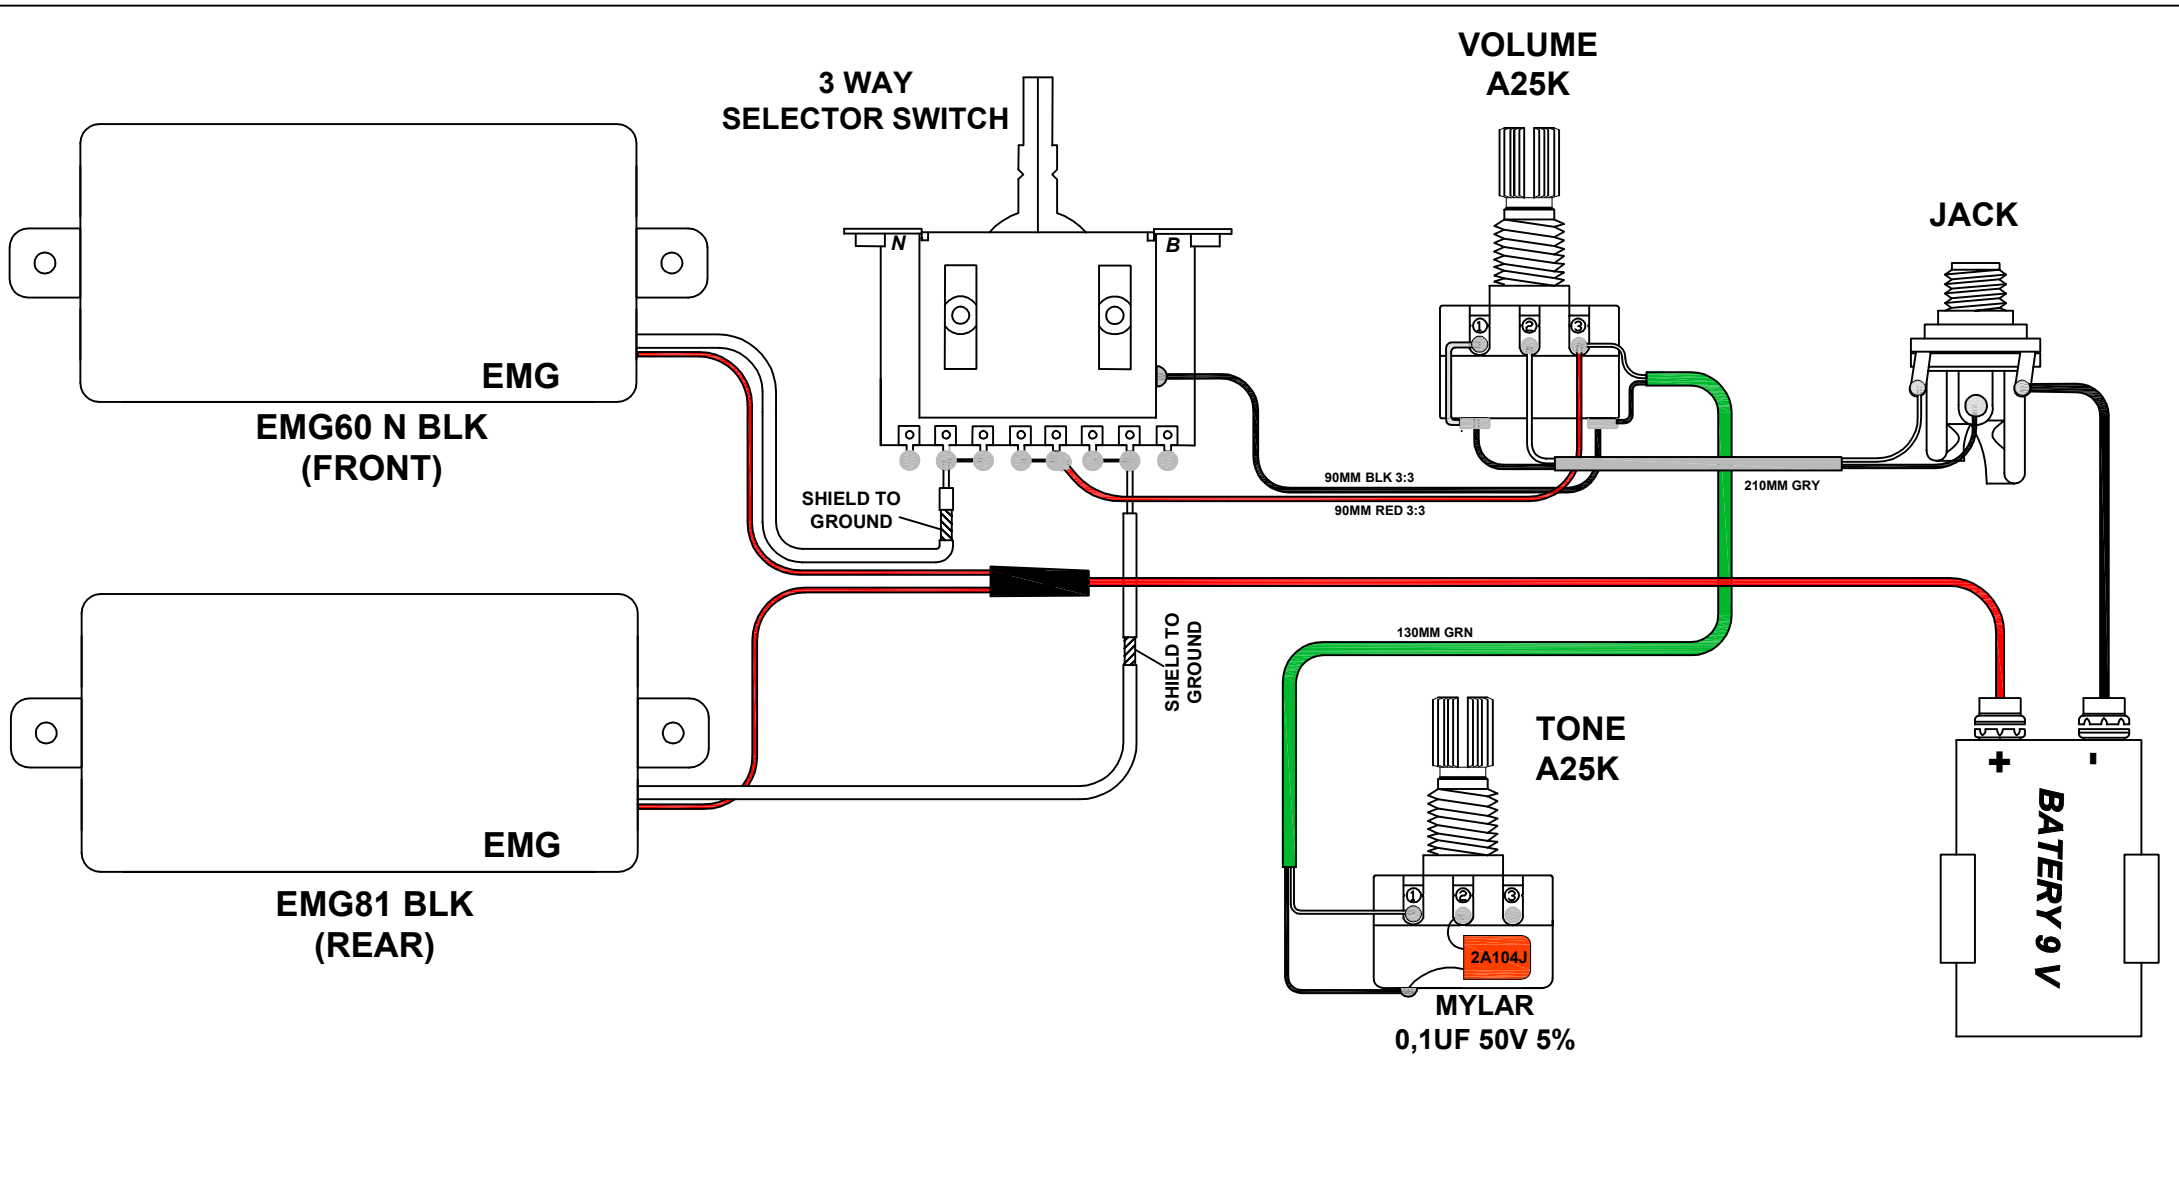 3 WAY
SELECTOR SWITCH
VOLUME
A25K
JACK
N
B
1
2
3
EMG
EMG60 N BLK
(FRONT)
SHIELD TO
GROUND
90MM BLK 3:3
90MM RED 3:3
210MM GRY
130MM GRN
SHIELD TO
GROUND
EMG
EMG81 BLK
(REAR)
TONE
A25K
1
2
3
2A104J
MYLAR
0,1UF 50V 5%
+
-
BATERY 9 V